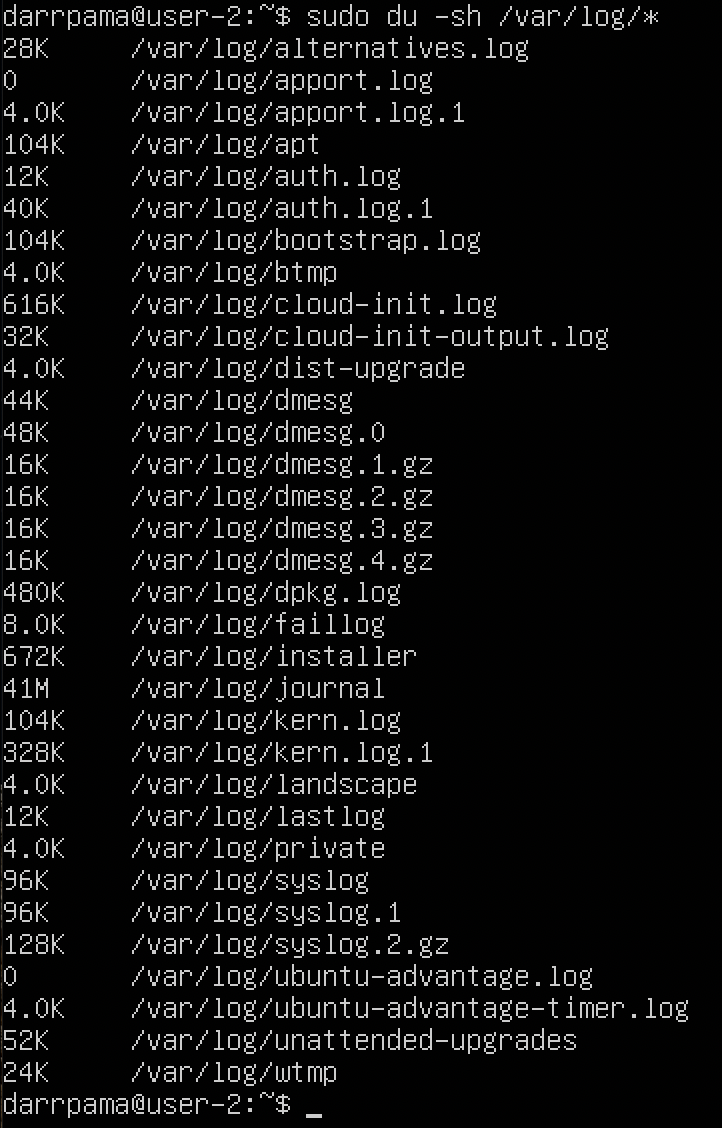 darrpama@user-2:~$ sudo du -sh /var/log/*
28K /var/log/alternatives.log
0 /var/log/apport.log
4.0K /var/log/apport.log.1
104K /var/log/apt
12K /var/log/auth.log
40K /var/log/auth.log.1
104K /var/log/bootstrap.log
4.0K /var/log/btmp
616K /var/log/cloud-init.log
32K /var/log/cloud-init-output.log
4.0K /var/log/dist-upgrade
44K /var/log/dmesg
48K /var/log/dmesg.0
16K /var/log/dmesg.1.gz
16K /var/log/dmesg.2.gz
16K /var/log/dmesg.3.gz
16K /var/log/dmesg.4.gz
480K /var/log/dpkg.log
8.0K /var/log/faillog
672K /var/log/installer
41M /var/log/journal
104K /var/log/kern.log
328K /var/log/kern.log.1
4.0K /var/log/landscape
12K /var/log/lastlog
4.0K /var/log/private
96K /var/log/syslog
96K /var/log/syslog.1
128K /var/log/syslog.2.gz
0 /var/log/ubuntu-advantage.log
4.0K /var/log/ubuntu-advantage-timer.log
52K /var/log/unattended-upgrades
24K /var/log/wtmp
darrpama@user-2:~$ _